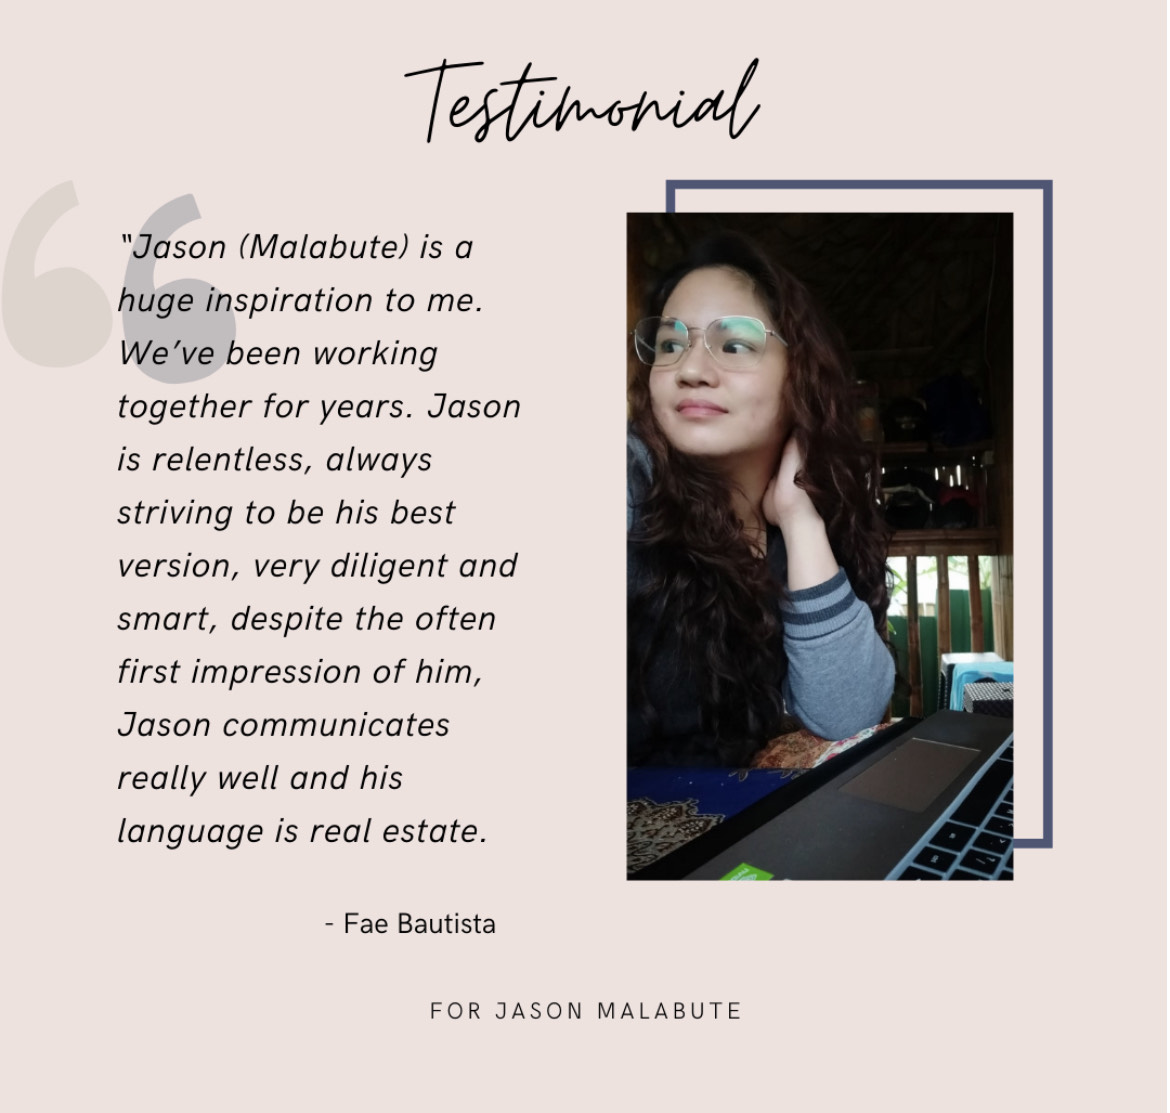 Testimonial
“Jason (Malabute) is a
huge inspiration to me.
We’ve been working
together for years. Jason
is relentless, always
striving to be his best
version, very diligent and
smart, despite the often
first impression of him,
Jason communicates
really well and his
language is real estate.
- Fae Bautista
FOR JASON MALABUTE